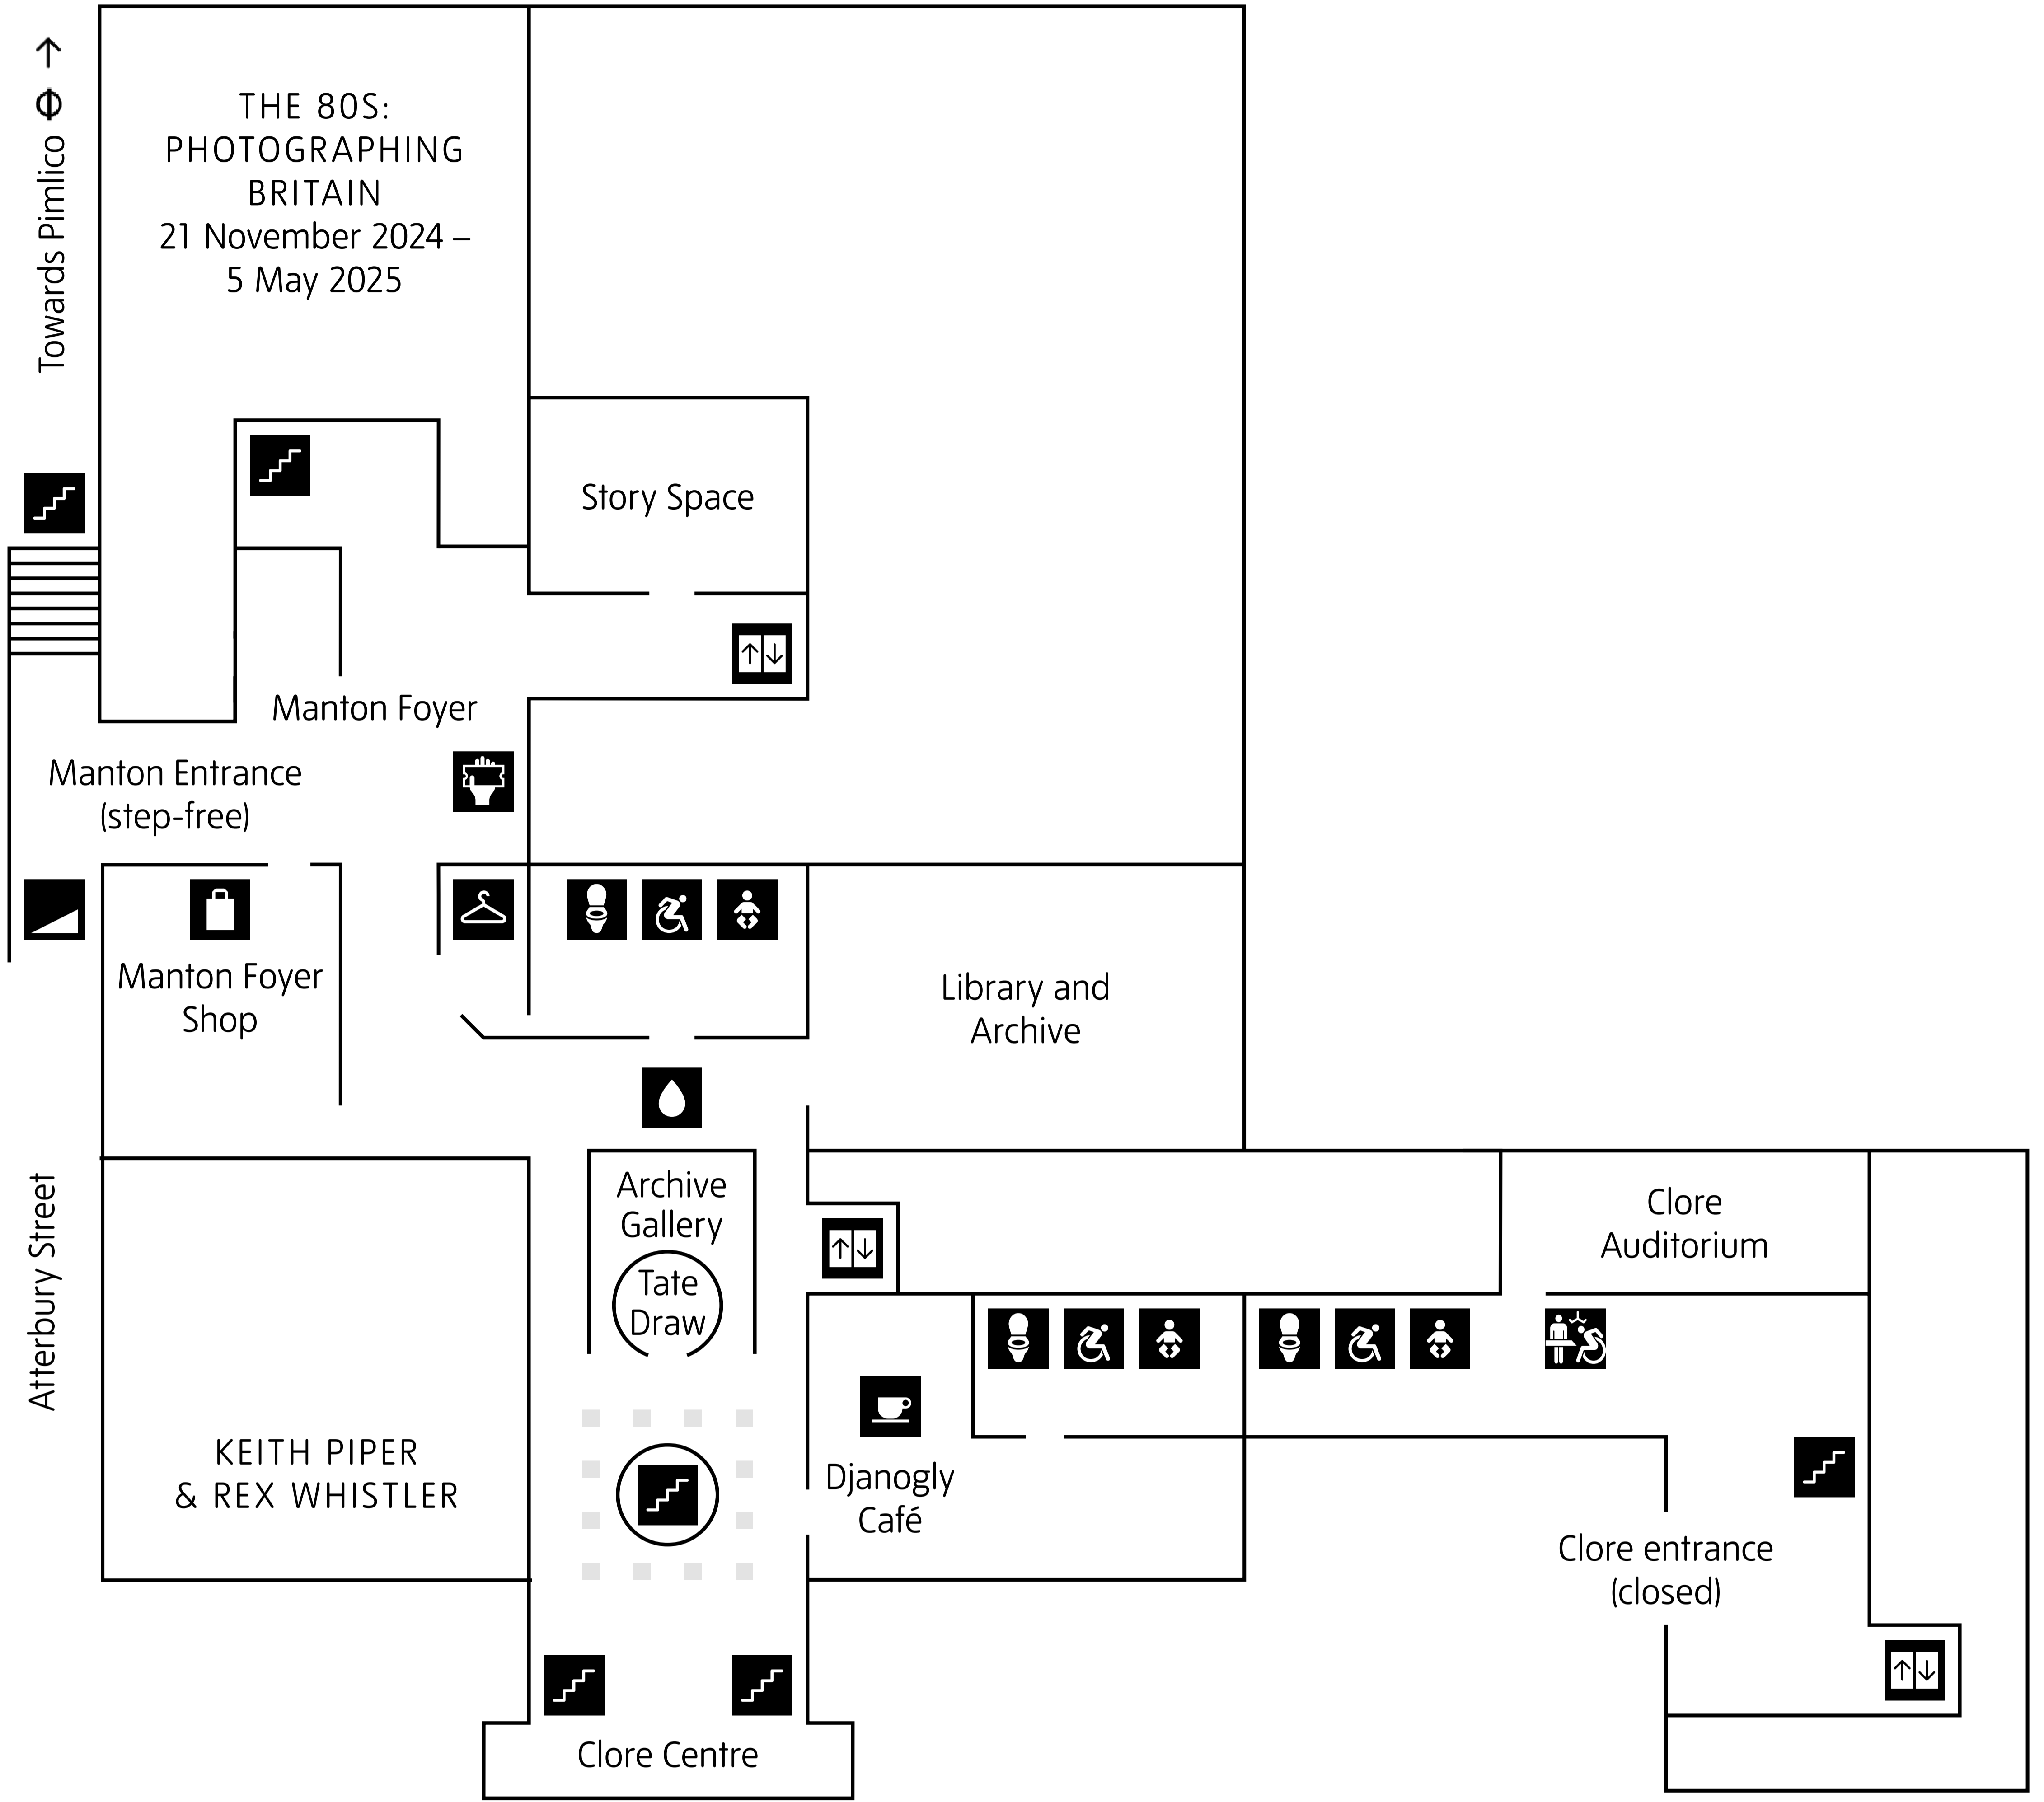 Towards Pimlico
THE 80S:
PHOTOGRAPHING
BRITAIN
21 November 2024 –
5 May 2025
Story Space
Manton Foyer
Manton Entrance
(step-free)
Manton Foyer
Shop
Library and
Archive
Atterbury Street
Archive
Gallery
Tate
Draw
Clore
Auditorium
KEITH PIPER
& REX WHISTLER
Djanogly
Café
Clore entrance
(closed)
Clore Centre